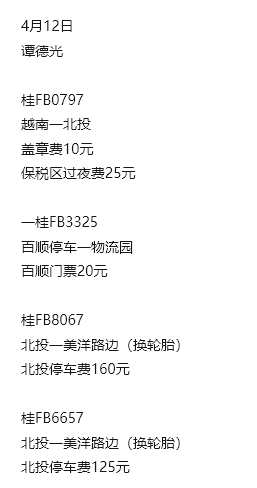 4月12日
谭德光
桂FB0797
越南一北投
盖章费10元
保税区过夜费25元
一桂FB3325
百顺停车一物流园
百顺门票20元
桂FB8067
北投一美洋路边（换轮胎）
北投停车费160元
桂FB6657
北投一美洋路边（换轮胎）
北投停车费125元